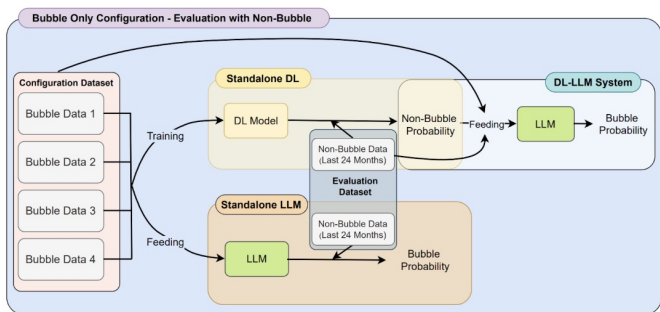 Bubble Only Configuration - Evaluation with Non-Bubble
Configuration Dataset
Bubble Data 1
Bubble Data 2
Bubble Data 3
Bubble Data 4
Training
Feeding
Standalone DL
DL Model
Non-Bubble
Probability
Non-Bubble Data
(Last 24 Months)
Evaluation
Dataset
Non-Bubble Data
(Last 24 Months)
Standalone LLM
LLM
Bubble
Probability
DL-LLM System
Feeding
LLM
Bubble
Probability